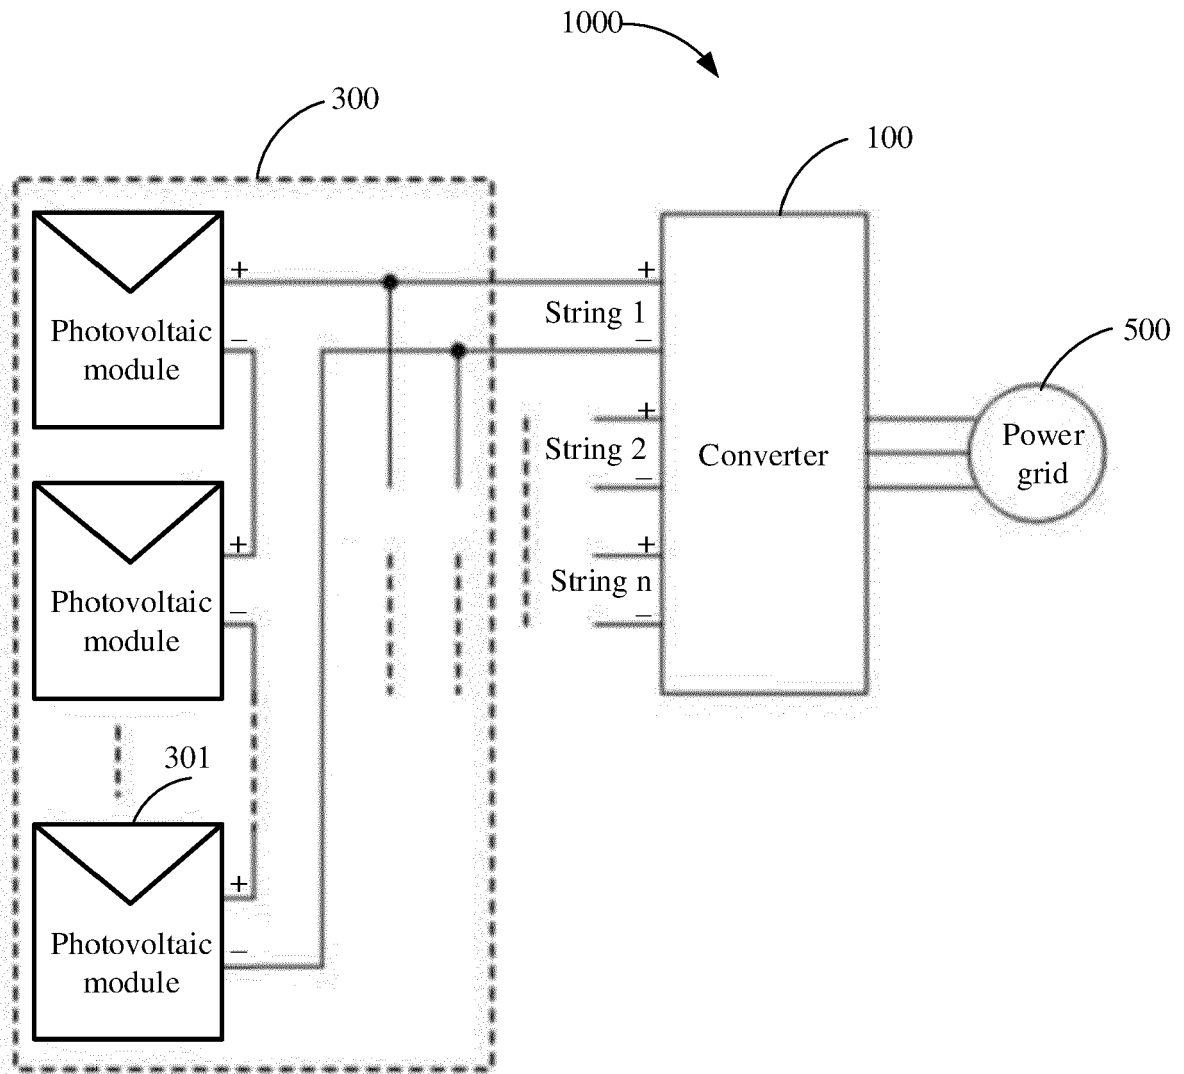 1000
300
100
+
−
Photovoltaic
module
+
String 1
−
500
+
String 2
−
Converter
Power
grid
+
−
Photovoltaic
module
+
String n
−
301
+
−
Photovoltaic
module